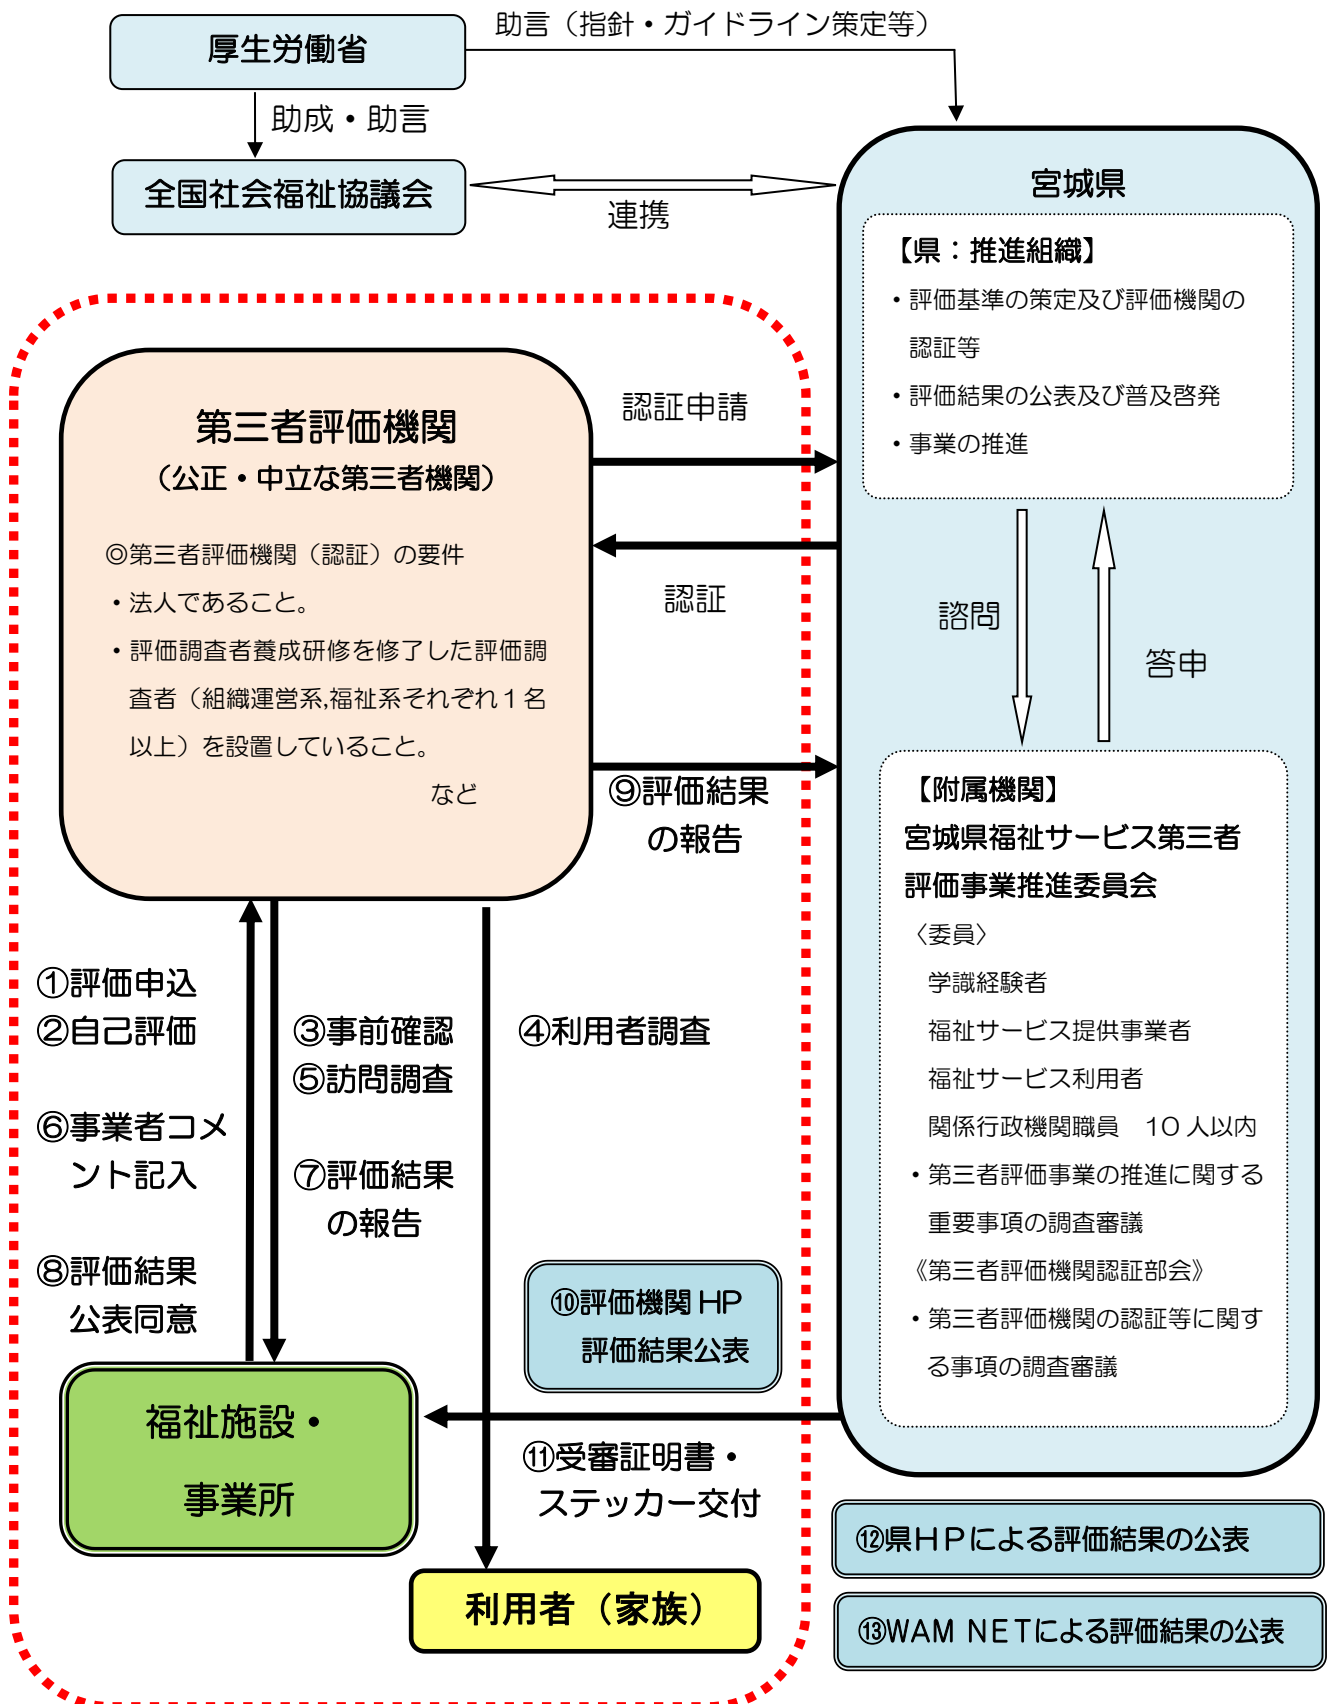 厚生労働省
助言（指針・ガイドライン策定等）
助成・助言
全国社会福祉協議会
連携
宮城県
【県：推進組織】
・評価基準の策定及び評価機関の
認証等
・評価結果の公表及び普及啓発
・事業の推進
第三者評価機関
（公正・中立な第三者機関）
◎第三者評価機関（認証）の要件
・法人であること。
・評価調査者養成研修を修了した評価調
査者（組織運営系,福祉系それぞれ１名
以上）を設置していること。
など
認証申請
認証
諮問
答申
⑨評価結果
の報告
【附属機関】
宮城県福祉サービス第三者
評価事業推進委員会
〈委員〉
学識経験者
福祉サービス提供事業者
福祉サービス利用者
関係行政機関職員　10人以内
・第三者評価事業の推進に関する
重要事項の調査審議
《第三者評価機関認証部会》
・第三者評価機関の認証等に関す
る事項の調査審議
①評価申込
②自己評価
⑥事業者コメ
ント記入
⑧評価結果
公表同意
③事前確認
⑤訪問調査
⑦評価結果
の報告
④利用者調査
⑩評価機関HP
評価結果公表
福祉施設・
事業所
⑪受審証明書・
ステッカー交付
利用者（家族）
⑫県ＨＰによる評価結果の公表
⑬WAM NETによる評価結果の公表